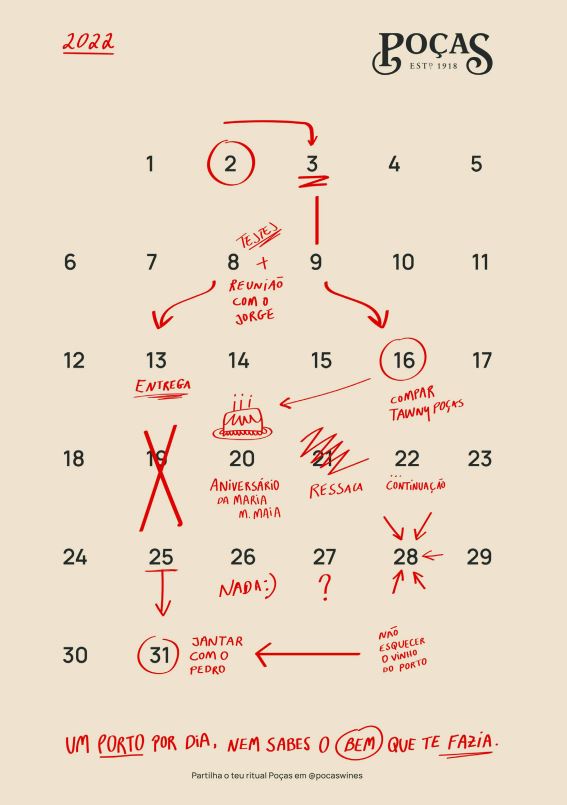 2022
POÇAS
ESTD 1918
1 2 3 4 5
6 7 8 9 10 11
TESTES
+
REUNIÃO
COM O
JORGE
12 13 14 15 16 17
ENTREGA
COMPAR
TAWNY POÇAS
18 19 20 21 22 23
ANIVERSÁRIO
DA MARIA
M. MAIA
RESSACA
...
CONTINUAÇÃO
24 25 26 27 28 29
NADA :)
?
30 31
JANTAR
COM O
PEDRO
NÃO
ESQUECER
O VINHO
DO PORTO
UM PORTO POR DIA, NEM SABES O BEM QUE TE FAZIA.
Partilha o teu ritual Poças em @pocaswines